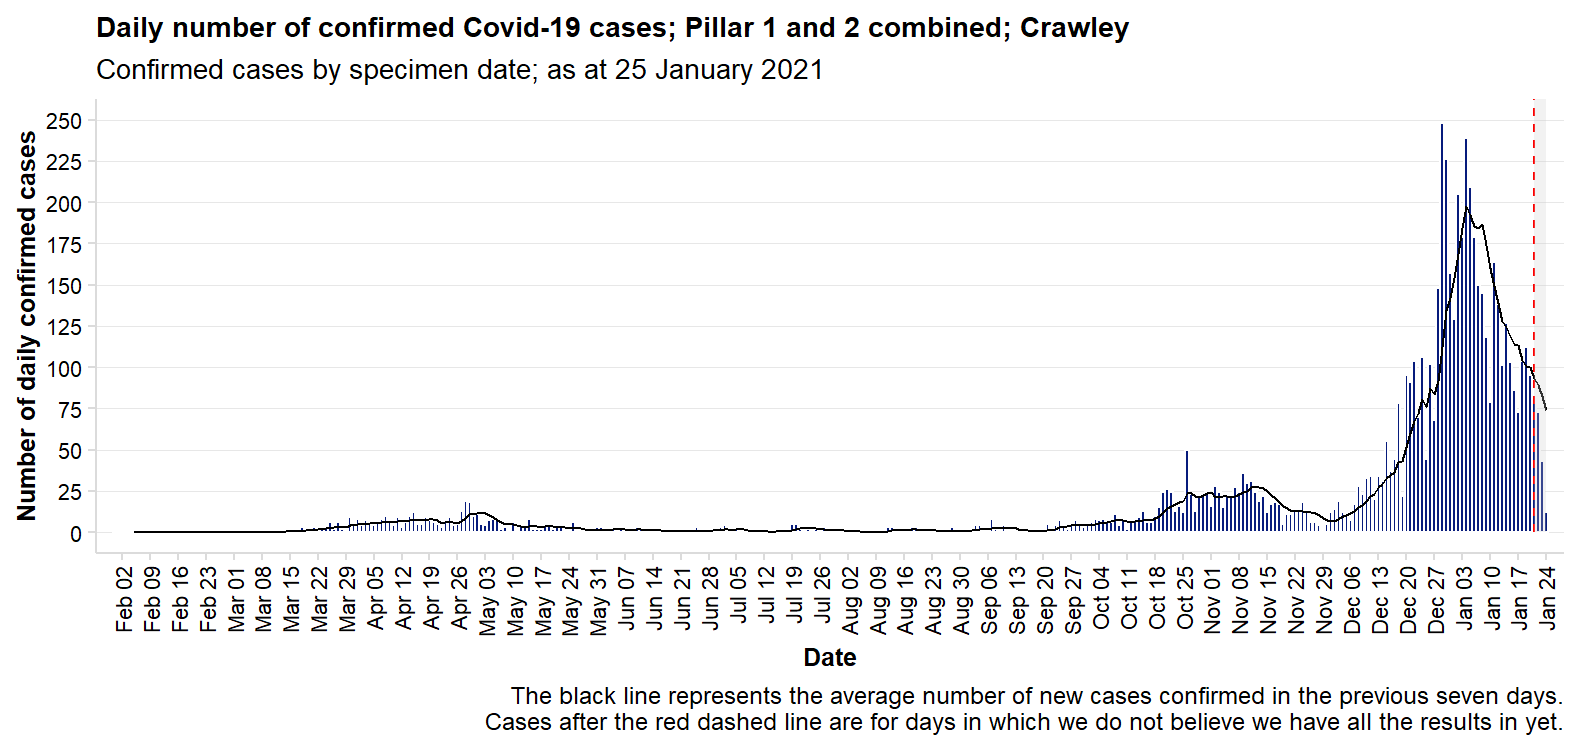 Daily number of confirmed Covid-19 cases; Pillar 1 and 2 combined; Crawley
Confirmed cases by specimen date; as at 25 January 2021
Number of daily confirmed cases
250
225
200
175
150
125
100
75
50
25
0
Feb 02
Feb 09
Feb 16
Feb 23
Mar 01
Mar 08
Mar 15
Mar 22
Mar 29
Apr 05
Apr 12
Apr 19
Apr 26
May 03
May 10
May 17
May 24
May 31
Jun 07
Jun 14
Jun 21
Jun 28
Jul 05
Jul 12
Jul 19
Jul 26
Aug 02
Aug 09
Aug 16
Aug 23
Aug 30
Sep 06
Sep 13
Sep 20
Sep 27
Oct 04
Oct 11
Oct 18
Oct 25
Nov 01
Nov 08
Nov 15
Nov 22
Nov 29
Dec 06
Dec 13
Dec 20
Dec 27
Jan 03
Jan 10
Jan 17
Jan 24
Date
The black line represents the average number of new cases confirmed in the previous seven days.
Cases after the red dashed line are for days in which we do not believe we have all the results in yet.